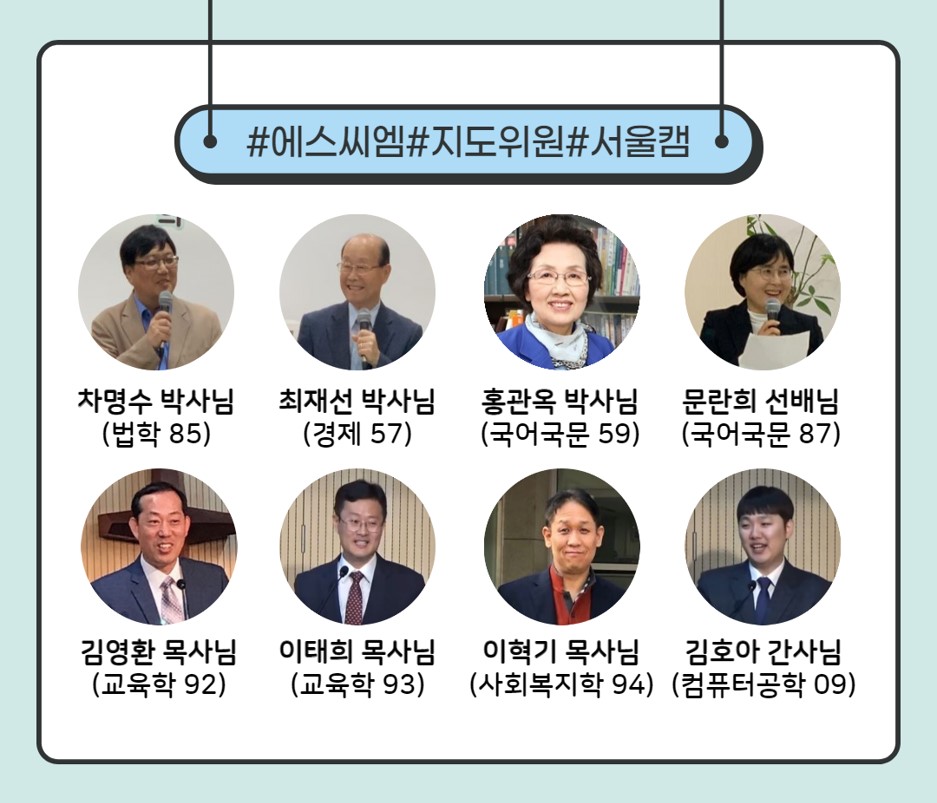 #에스씨엠#지도위원#서울캠
차명수 박사님
(법학 85)
최재선 박사님
(경제 57)
홍관옥 박사님
(국어국문 59)
문란희 선배님
(국어국문 87)
김영환 목사님
(교육학 92)
이태희 목사님
(교육학 93)
이혁기 목사님
(사회복지학 94)
김호아 간사님
(컴퓨터공학 09)